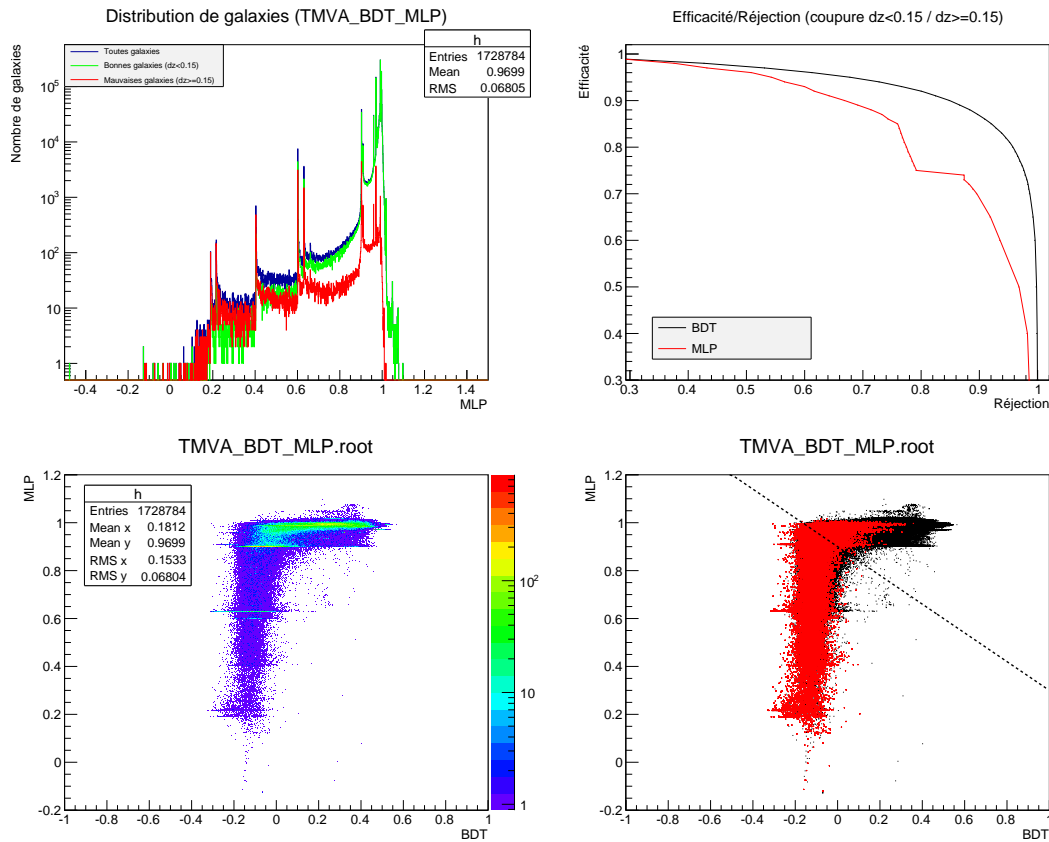 Distribution de galaxies (TMVA_BDT_MLP)
Nombre de galaxies
Toutes galaxies
Bonnes galaxies (dz<0.15)
Mauvaises galaxies (dz>=0.15)
h
Entries 1728784
Mean 0.9699
RMS 0.06805
10^5
10^4
10^3
10^2
10
1
-0.4 -0.2 0 0.2 0.4 0.6 0.8 1 1.2 1.4
MLP
Efficacité/Réjection (coupure dz<0.15 / dz>=0.15)
Efficacité
1
0.9
0.8
0.7
0.6
0.5
0.4
0.3
BDT
MLP
0.3 0.4 0.5 0.6 0.7 0.8 0.9 1
Réjection
TMVA_BDT_MLP.root
MLP
1.2
1
0.8
0.6
0.4
0.2
0
-0.2
h
Entries 1728784
Mean x 0.1812
Mean y 0.9699
RMS x 0.1533
RMS y 0.06804
10^2
10
1
-1 -0.8 -0.6 -0.4 -0.2 0 0.2 0.4 0.6 0.8 1
BDT
TMVA_BDT_MLP.root
MLP
1.2
1
0.8
0.6
0.4
0.2
0
-0.2
-1 -0.8 -0.6 -0.4 -0.2 0 0.2 0.4 0.6 0.8 1
BDT